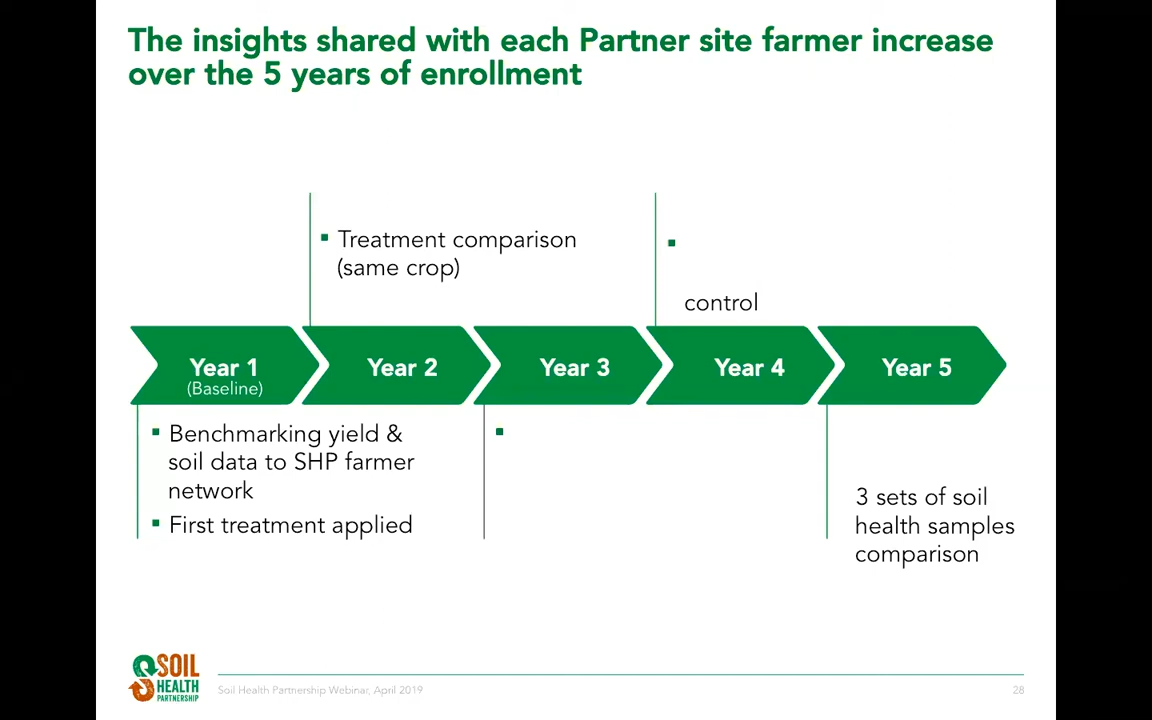 The insights shared with each Partner site farmer increase
over the 5 years of enrollment
Treatment comparison
(same crop)
control
Year 1
(Baseline)
Year 2
Year 3
Year 4
Year 5
Benchmarking yield &
soil data to SHP farmer
network
First treatment applied
3 sets of soil
health samples
comparison
SOIL
HEALTH
PARTNERSHIP
Soil Health Partnership Webinar, April 2019
28